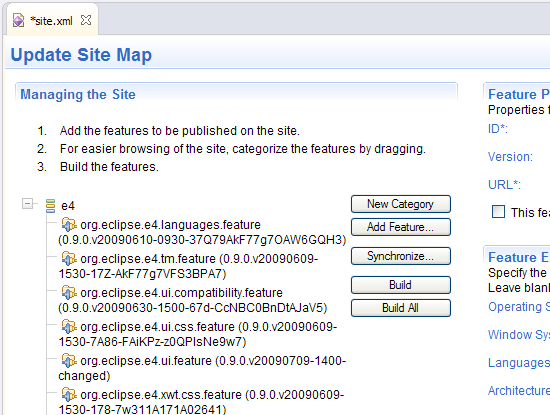 *site.xml
Update Site Map
Managing the Site
1. Add the features to be published on the site.
2. For easier browsing of the site, categorize the features by dragging.
3. Build the features.
e4
org.eclipse.e4.languages.feature
(0.9.0.v20090610-0930-37Q79AkF77g7OAW6GQH3)
org.eclipse.e4.tm.feature (0.9.0.v20090609-
1530-17Z-AkF77g7VFS3BPA7)
org.eclipse.e4.ui.compatibility.feature
(0.9.0.v20090630-1500-67d-CcNBC0BnDtAJaV5)
org.eclipse.e4.ui.css.feature (0.9.0.v20090609-
1530-7A86-FAiKPz-z0QPIsNe9w7)
org.eclipse.e4.ui.feature (0.9.0.v20090709-1400-
changed)
org.eclipse.e4.xwt.css.feature (0.9.0.v20090609-
1530-178-7w311A171A02641)
New Category
Add Feature...
Synchronize...
Build
Build All
Feature P
Properties f
ID*:
Version:
URL*:
This fea
Feature E
Specify the
Leave blank
Operating S
Window Sys
Languages
Architecture